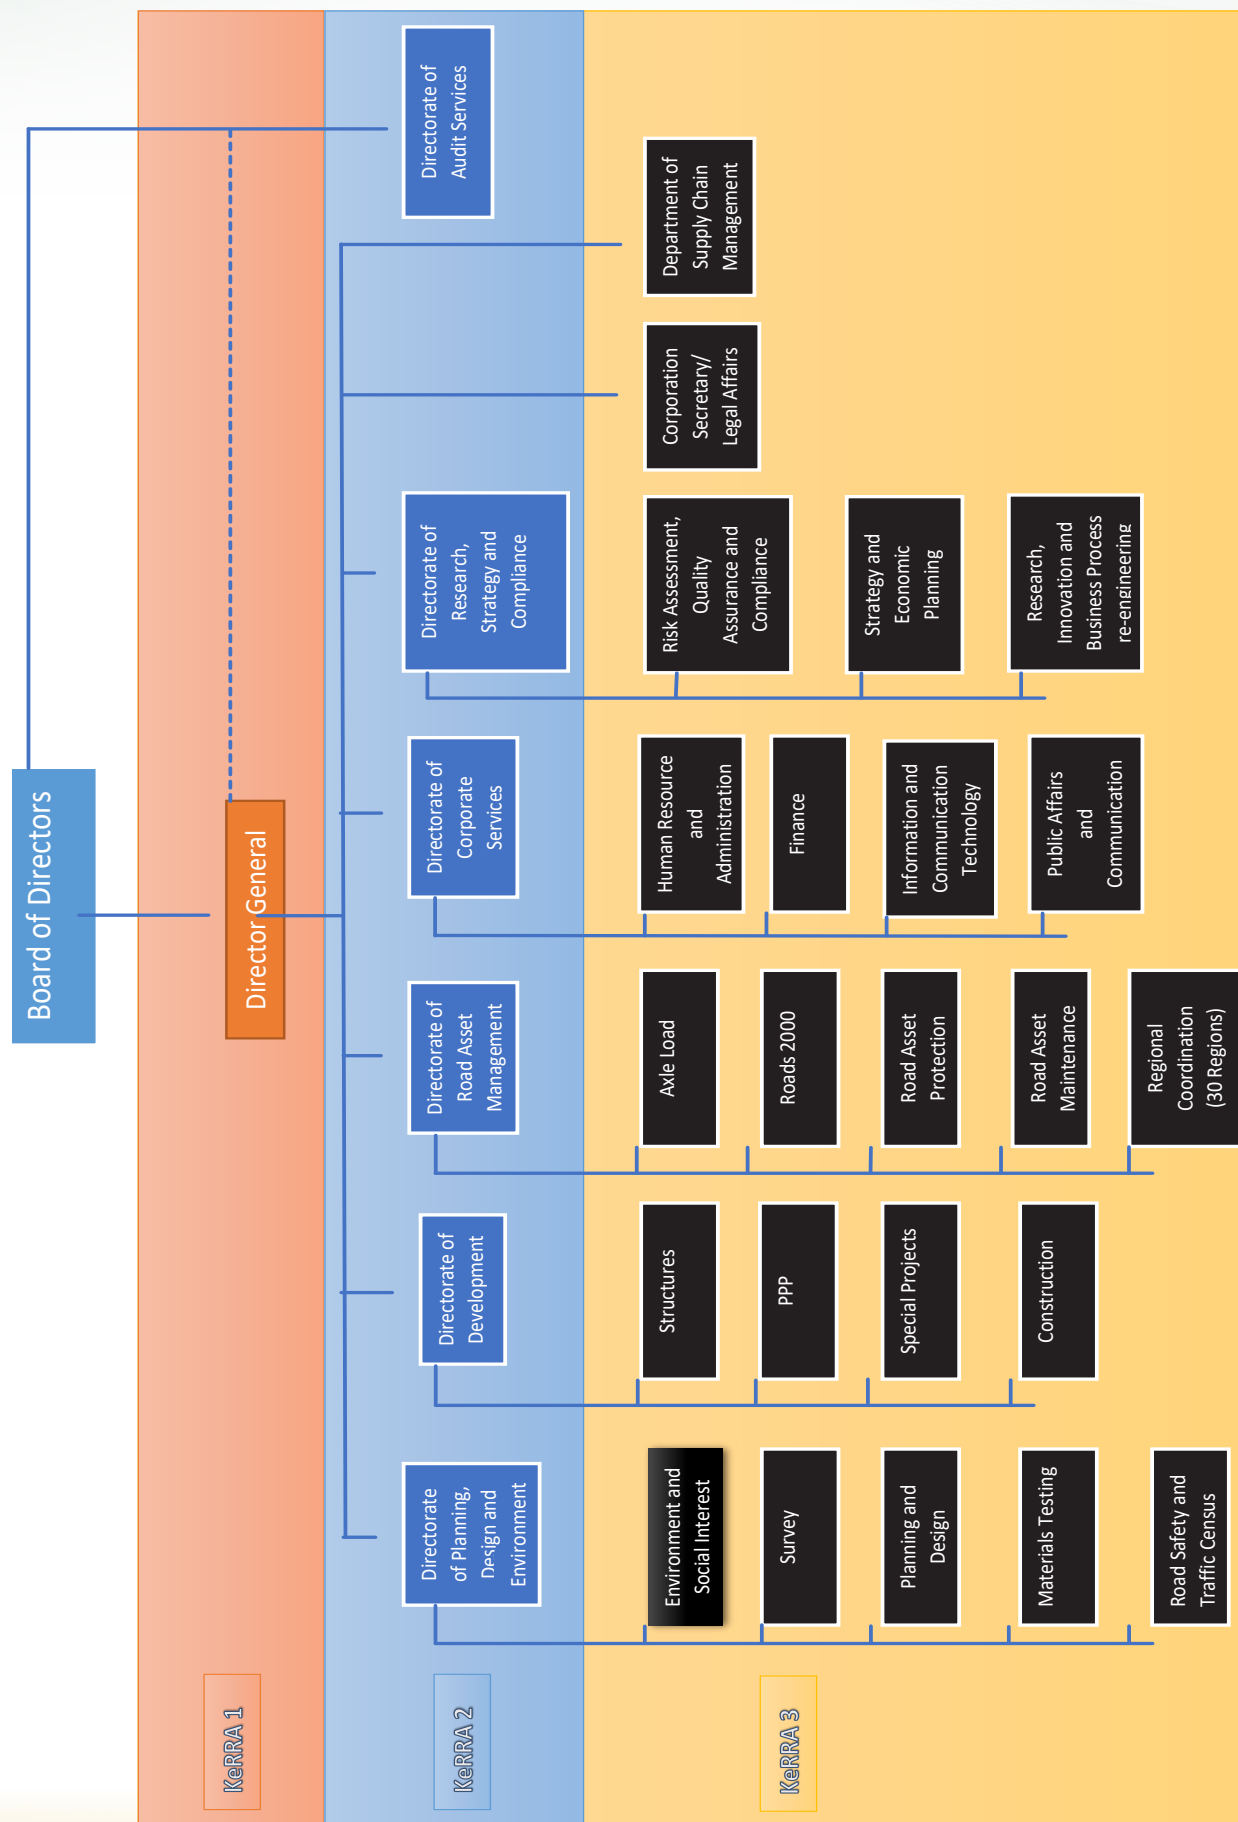 Board of Directors
KeRRA 1
Director General
KeRRA 2
Directorate
of Planning,
Design and
Environment
Directorate of
Development
Directorate of
Road Asset
Management
Directorate of
Corporate
Services
Directorate of
Research,
Strategy and
Compliance
Directorate of
Audit Services
KeRRA 3
Environment and
Social Interest
Survey
Planning and
Design
Materials Testing
Road Safety and
Traffic Census
Structures
PPP
Special Projects
Construction
Axle Load
Roads 2000
Road Asset
Protection
Road Asset
Maintenance
Regional
Coordination
(30 Regions)
Human Resource
and
Administration
Finance
Information and
Communication
Technology
Public Affairs
and
Communication
Risk Assessment,
Quality
Assurance and
Compliance
Strategy and
Economic
Planning
Research,
Innovation and
Business Process
re-engineering
Corporation
Secretary/
Legal Affairs
Department of
Supply Chain
Management